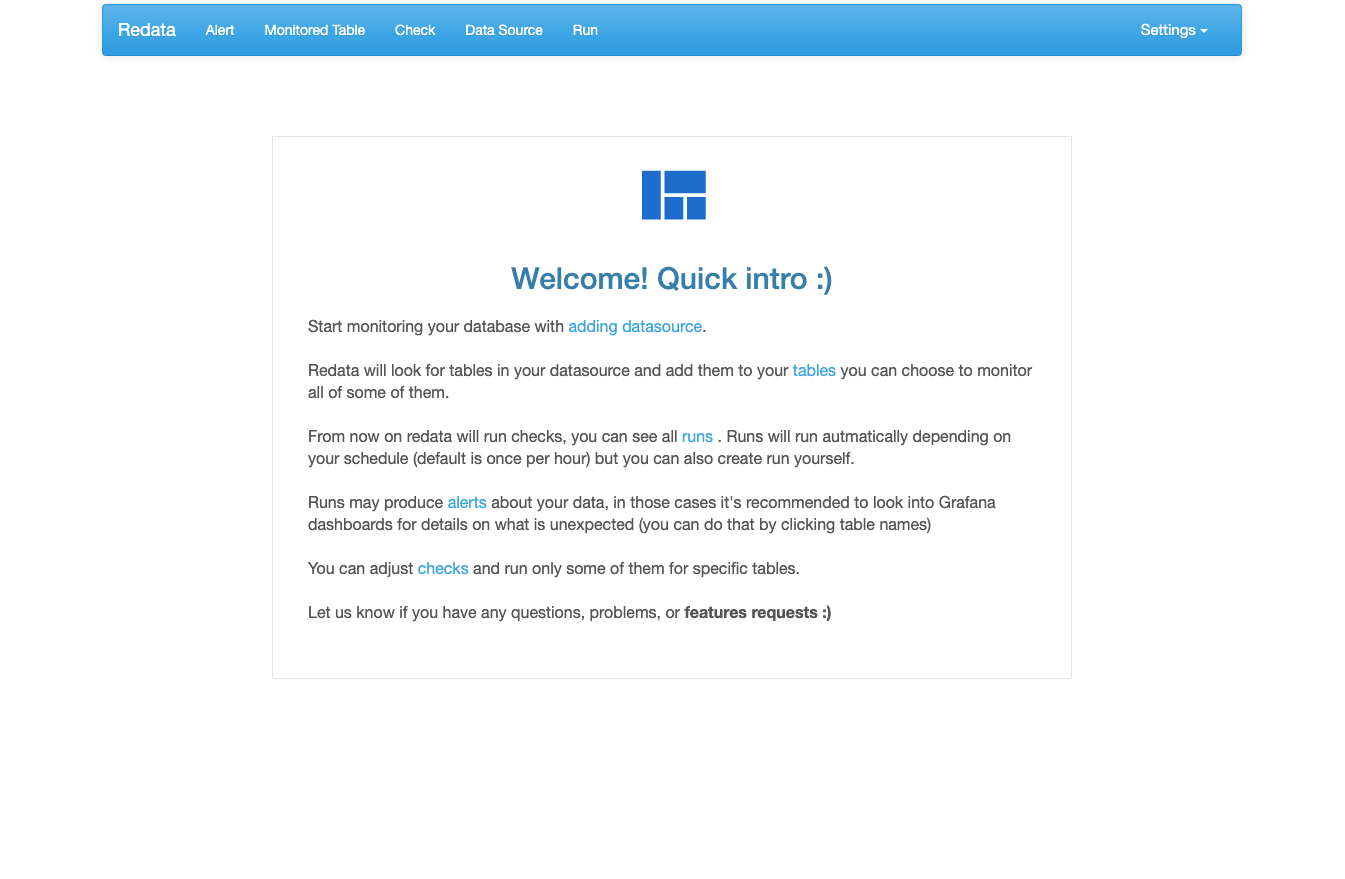 Redata Alert Monitored Table Check Data Source Run Settings
Welcome! Quick intro :)
Start monitoring your database with adding datasource.
Redata will look for tables in your datasource and add them to your tables you can choose to monitor
all of some of them.
From now on redata will run checks, you can see all runs . Runs will run autmatically depending on
your schedule (default is once per hour) but you can also create run yourself.
Runs may produce alerts about your data, in those cases it's recommended to look into Grafana
dashboards for details on what is unexpected (you can do that by clicking table names)
You can adjust checks and run only some of them for specific tables.
Let us know if you have any questions, problems, or features requests :)